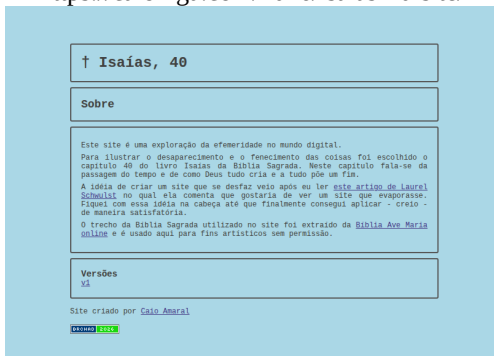 † Isaías, 40
Sobre
Este site é uma exploração da efemeridade no mundo digital.
Para ilustrar o desaparecimento e o fenecimento das coisas foi escolhido o
capítulo 40 do livro Isaías da Bíblia Sagrada. Neste capítulo fala-se da
passagem do tempo e de como Deus tudo cria e a tudo põe um fim.
A idéia de criar um site que se desfaz veio após eu ler este artigo de Laurel
Schwulst no qual ela comenta que gostaria de ver um site que evaporasse.
Fiquei com essa idéia na cabeça até que finalmente consegui aplicar - creio -
de maneira satisfatória.
O trecho da Bíblia Sagrada utilizado no site foi extraído da Bíblia Ave Maria
online e é usado aqui para fins artísticos sem permissão.
Versões
v1
Site criado por Caio Amaral